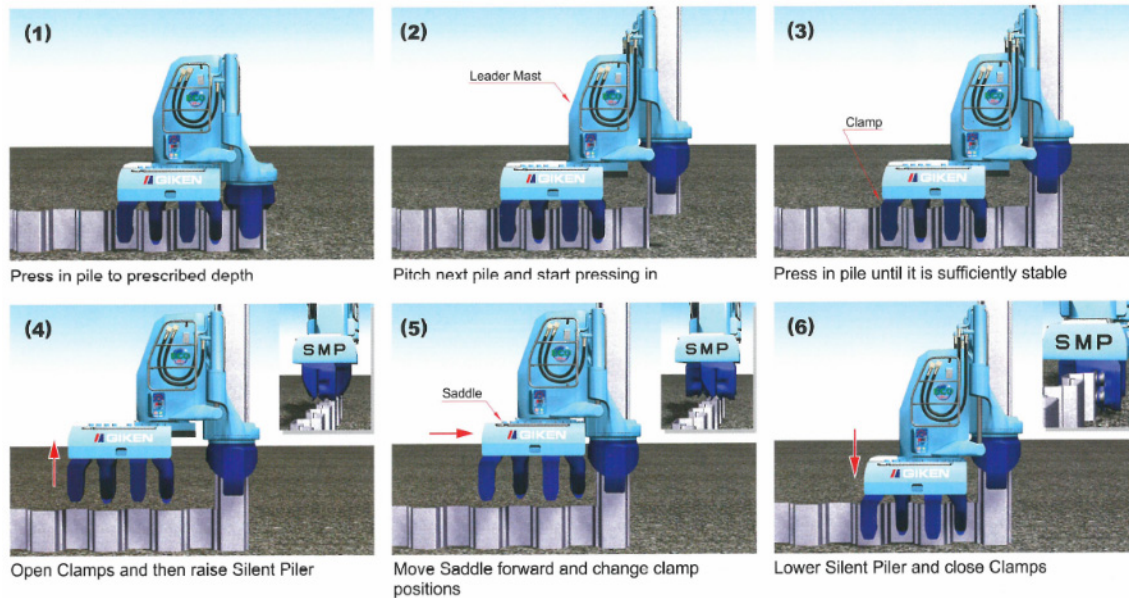 (1)
GIKEN
Press in pile to prescribed depth
(2)
Leader Mast
GIKEN
Pitch next pile and start pressing in
(3)
Clamp
GIKEN
Press in pile until it is sufficiently stable
(4)
SMP
GIKEN
Open Clamps and then raise Silent Piler
(5)
SMP
Saddle
GIKEN
Move Saddle forward and change clamp
positions
(6)
SMP
GIKEN
Lower Silent Piler and close Clamps